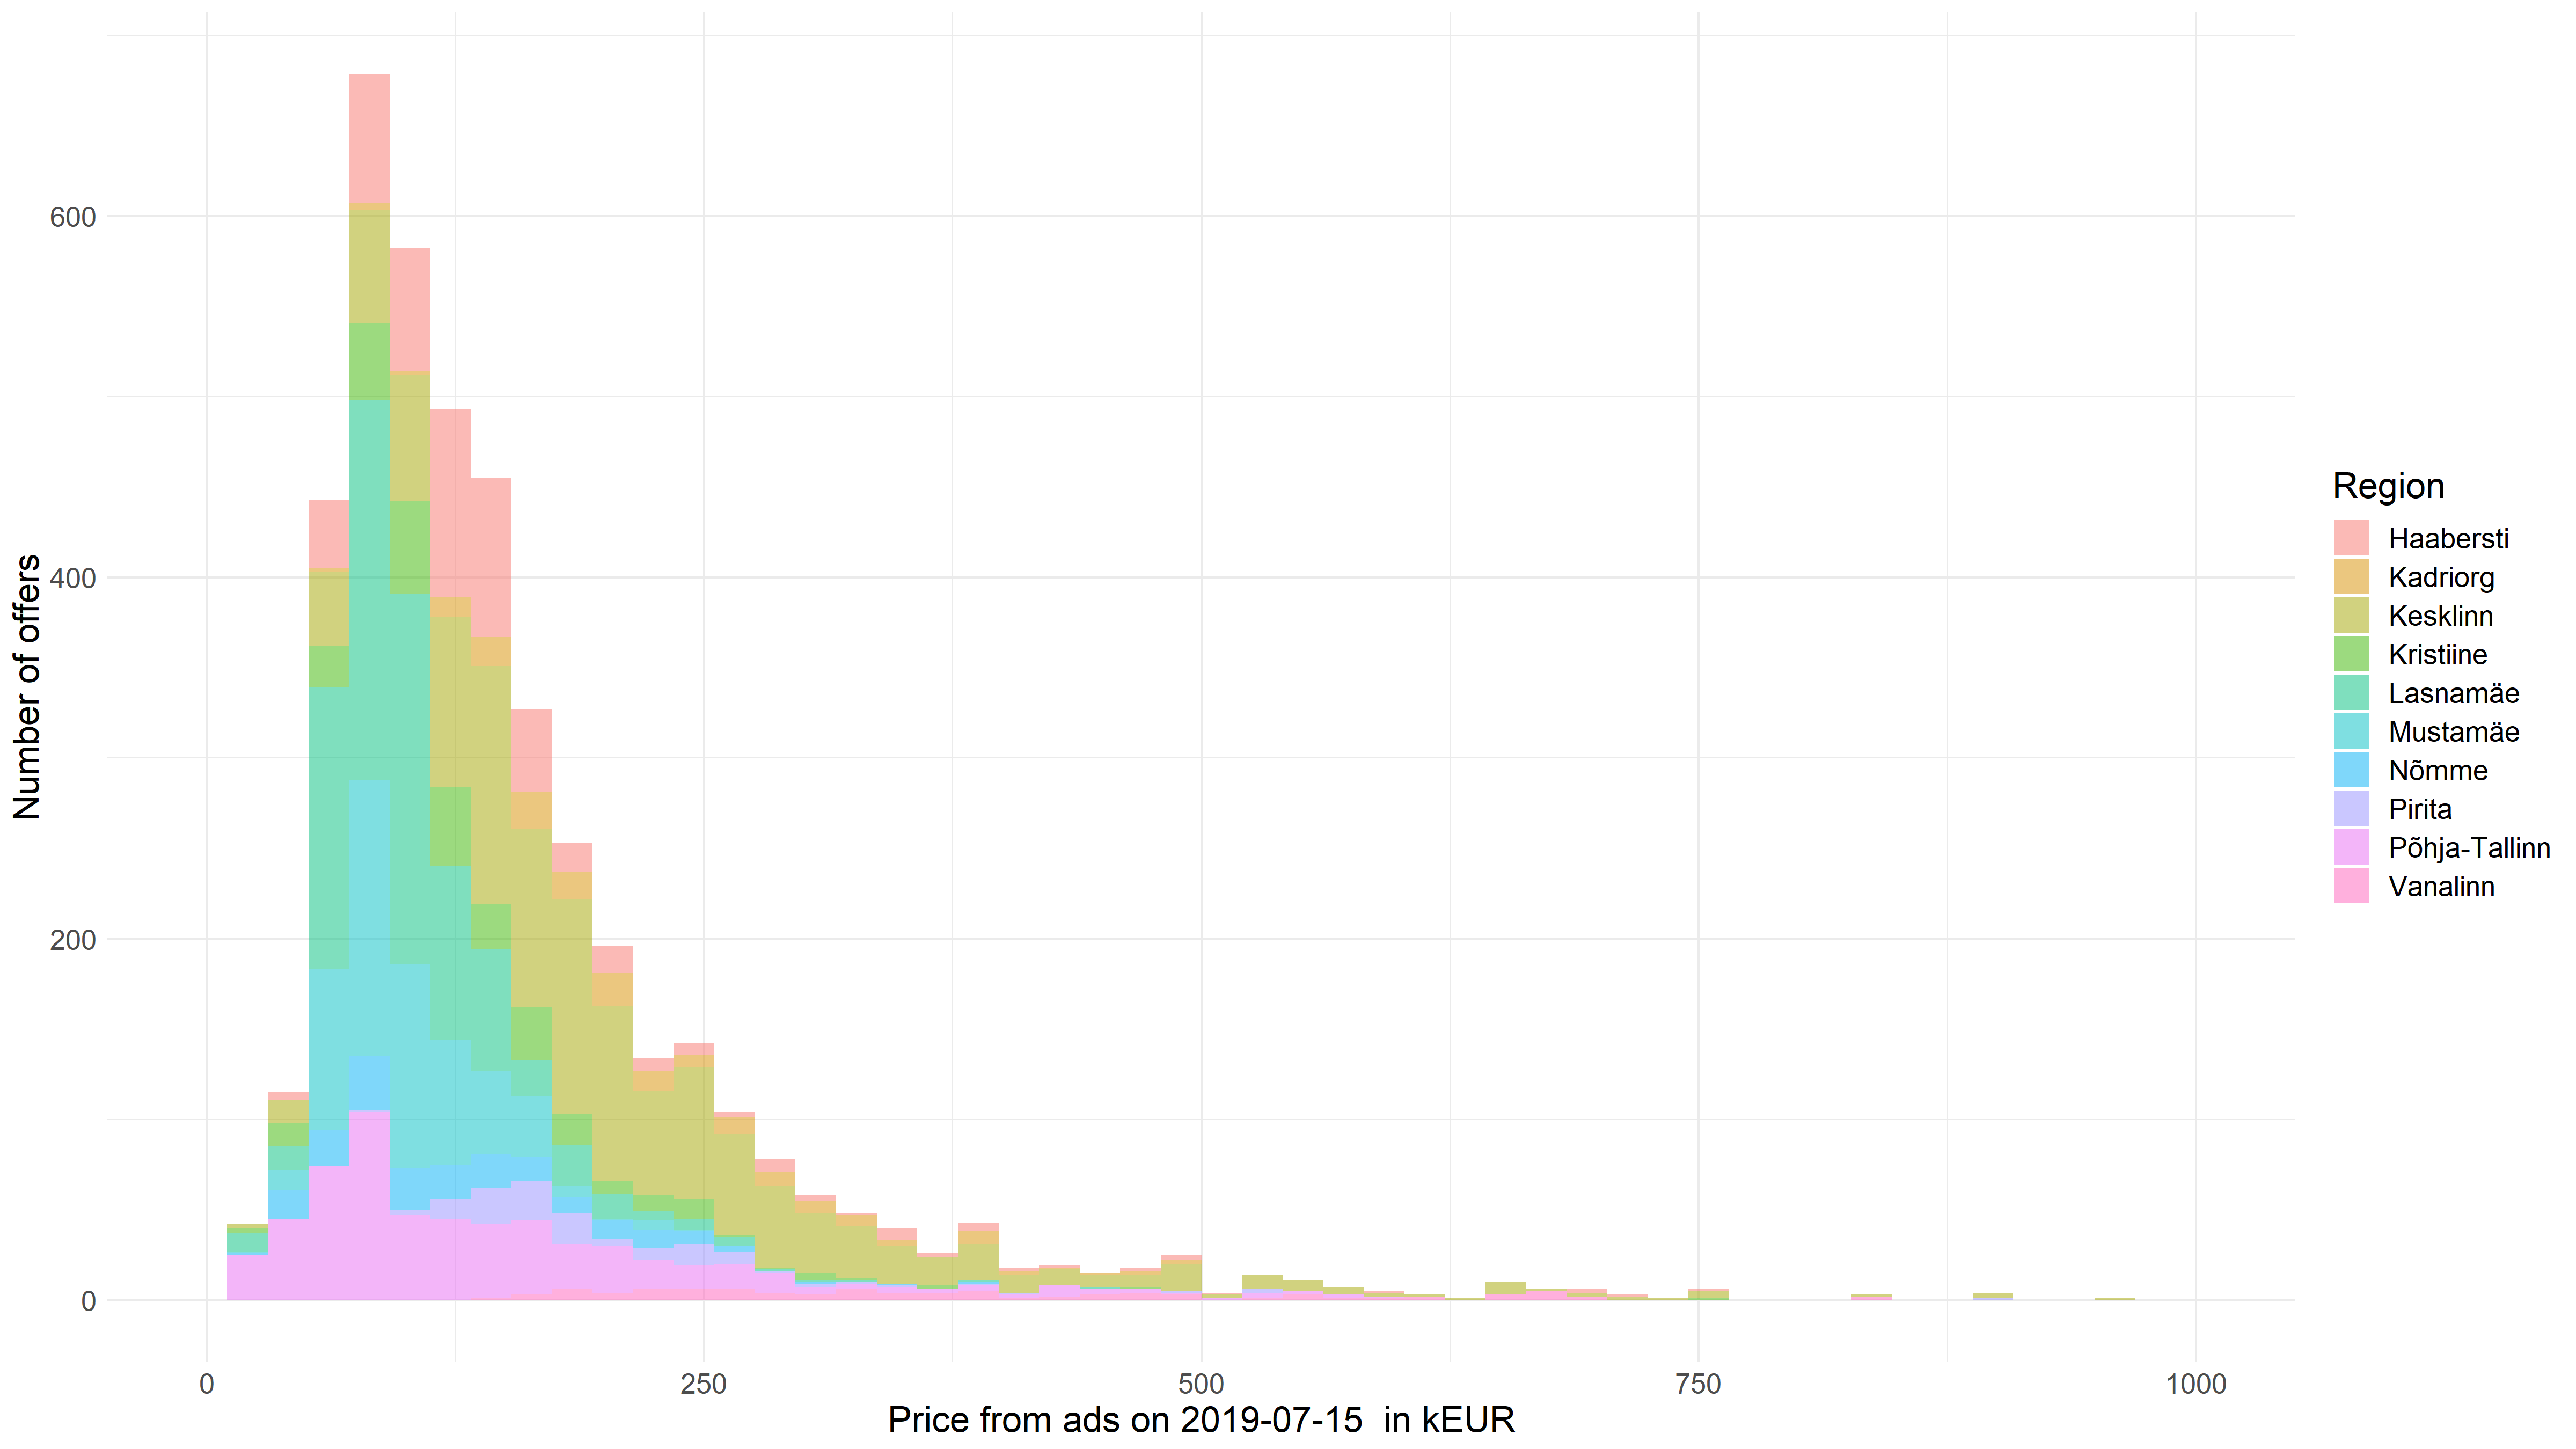 600
400
200
0
Number of offers
0
250
500
750
1000
Price from ads on 2019-07-15  in kEUR
Region
Haabersti
Kadriorg
Kesklinn
Kristiine
Lasnamäe
Mustamäe
Nõmme
Pirita
Põhja-Tallinn
Vanalinn